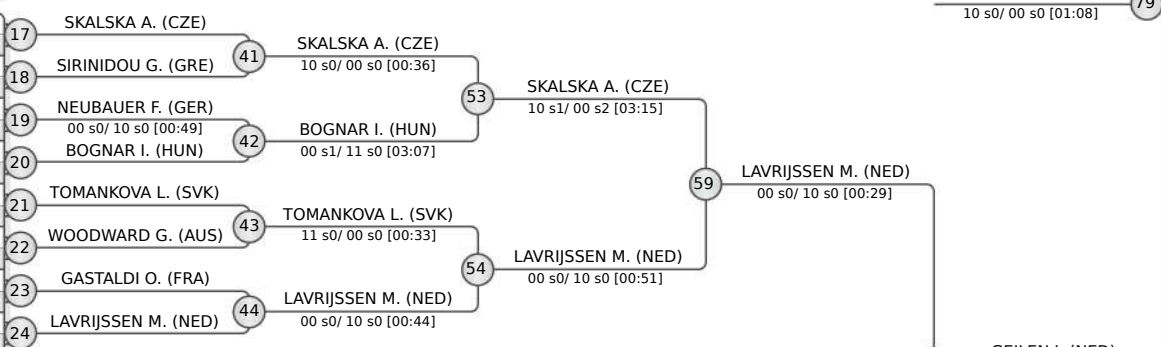 79
10 s0/ 00 s0 [01:08]
17
SKALSKA A. (CZE)
41
SKALSKA A. (CZE)
10 s0/ 00 s0 [00:36]
18
SIRINIDOU G. (GRE)
53
SKALSKA A. (CZE)
10 s1/ 00 s2 [03:15]
19
NEUBAUER F. (GER)
00 s0/ 10 s0 [00:49]
42
BOGNAR I. (HUN)
00 s1/ 11 s0 [03:07]
20
BOGNAR I. (HUN)
59
LAVRIJSSEN M. (NED)
00 s0/ 10 s0 [00:29]
21
TOMANKOVA L. (SVK)
43
TOMANKOVA L. (SVK)
11 s0/ 00 s0 [00:33]
22
WOODWARD G. (AUS)
54
LAVRIJSSEN M. (NED)
00 s0/ 10 s0 [00:51]
23
GASTALDI O. (FRA)
44
LAVRIJSSEN M. (NED)
00 s0/ 10 s0 [00:44]
24
LAVRIJSSEN M. (NED)